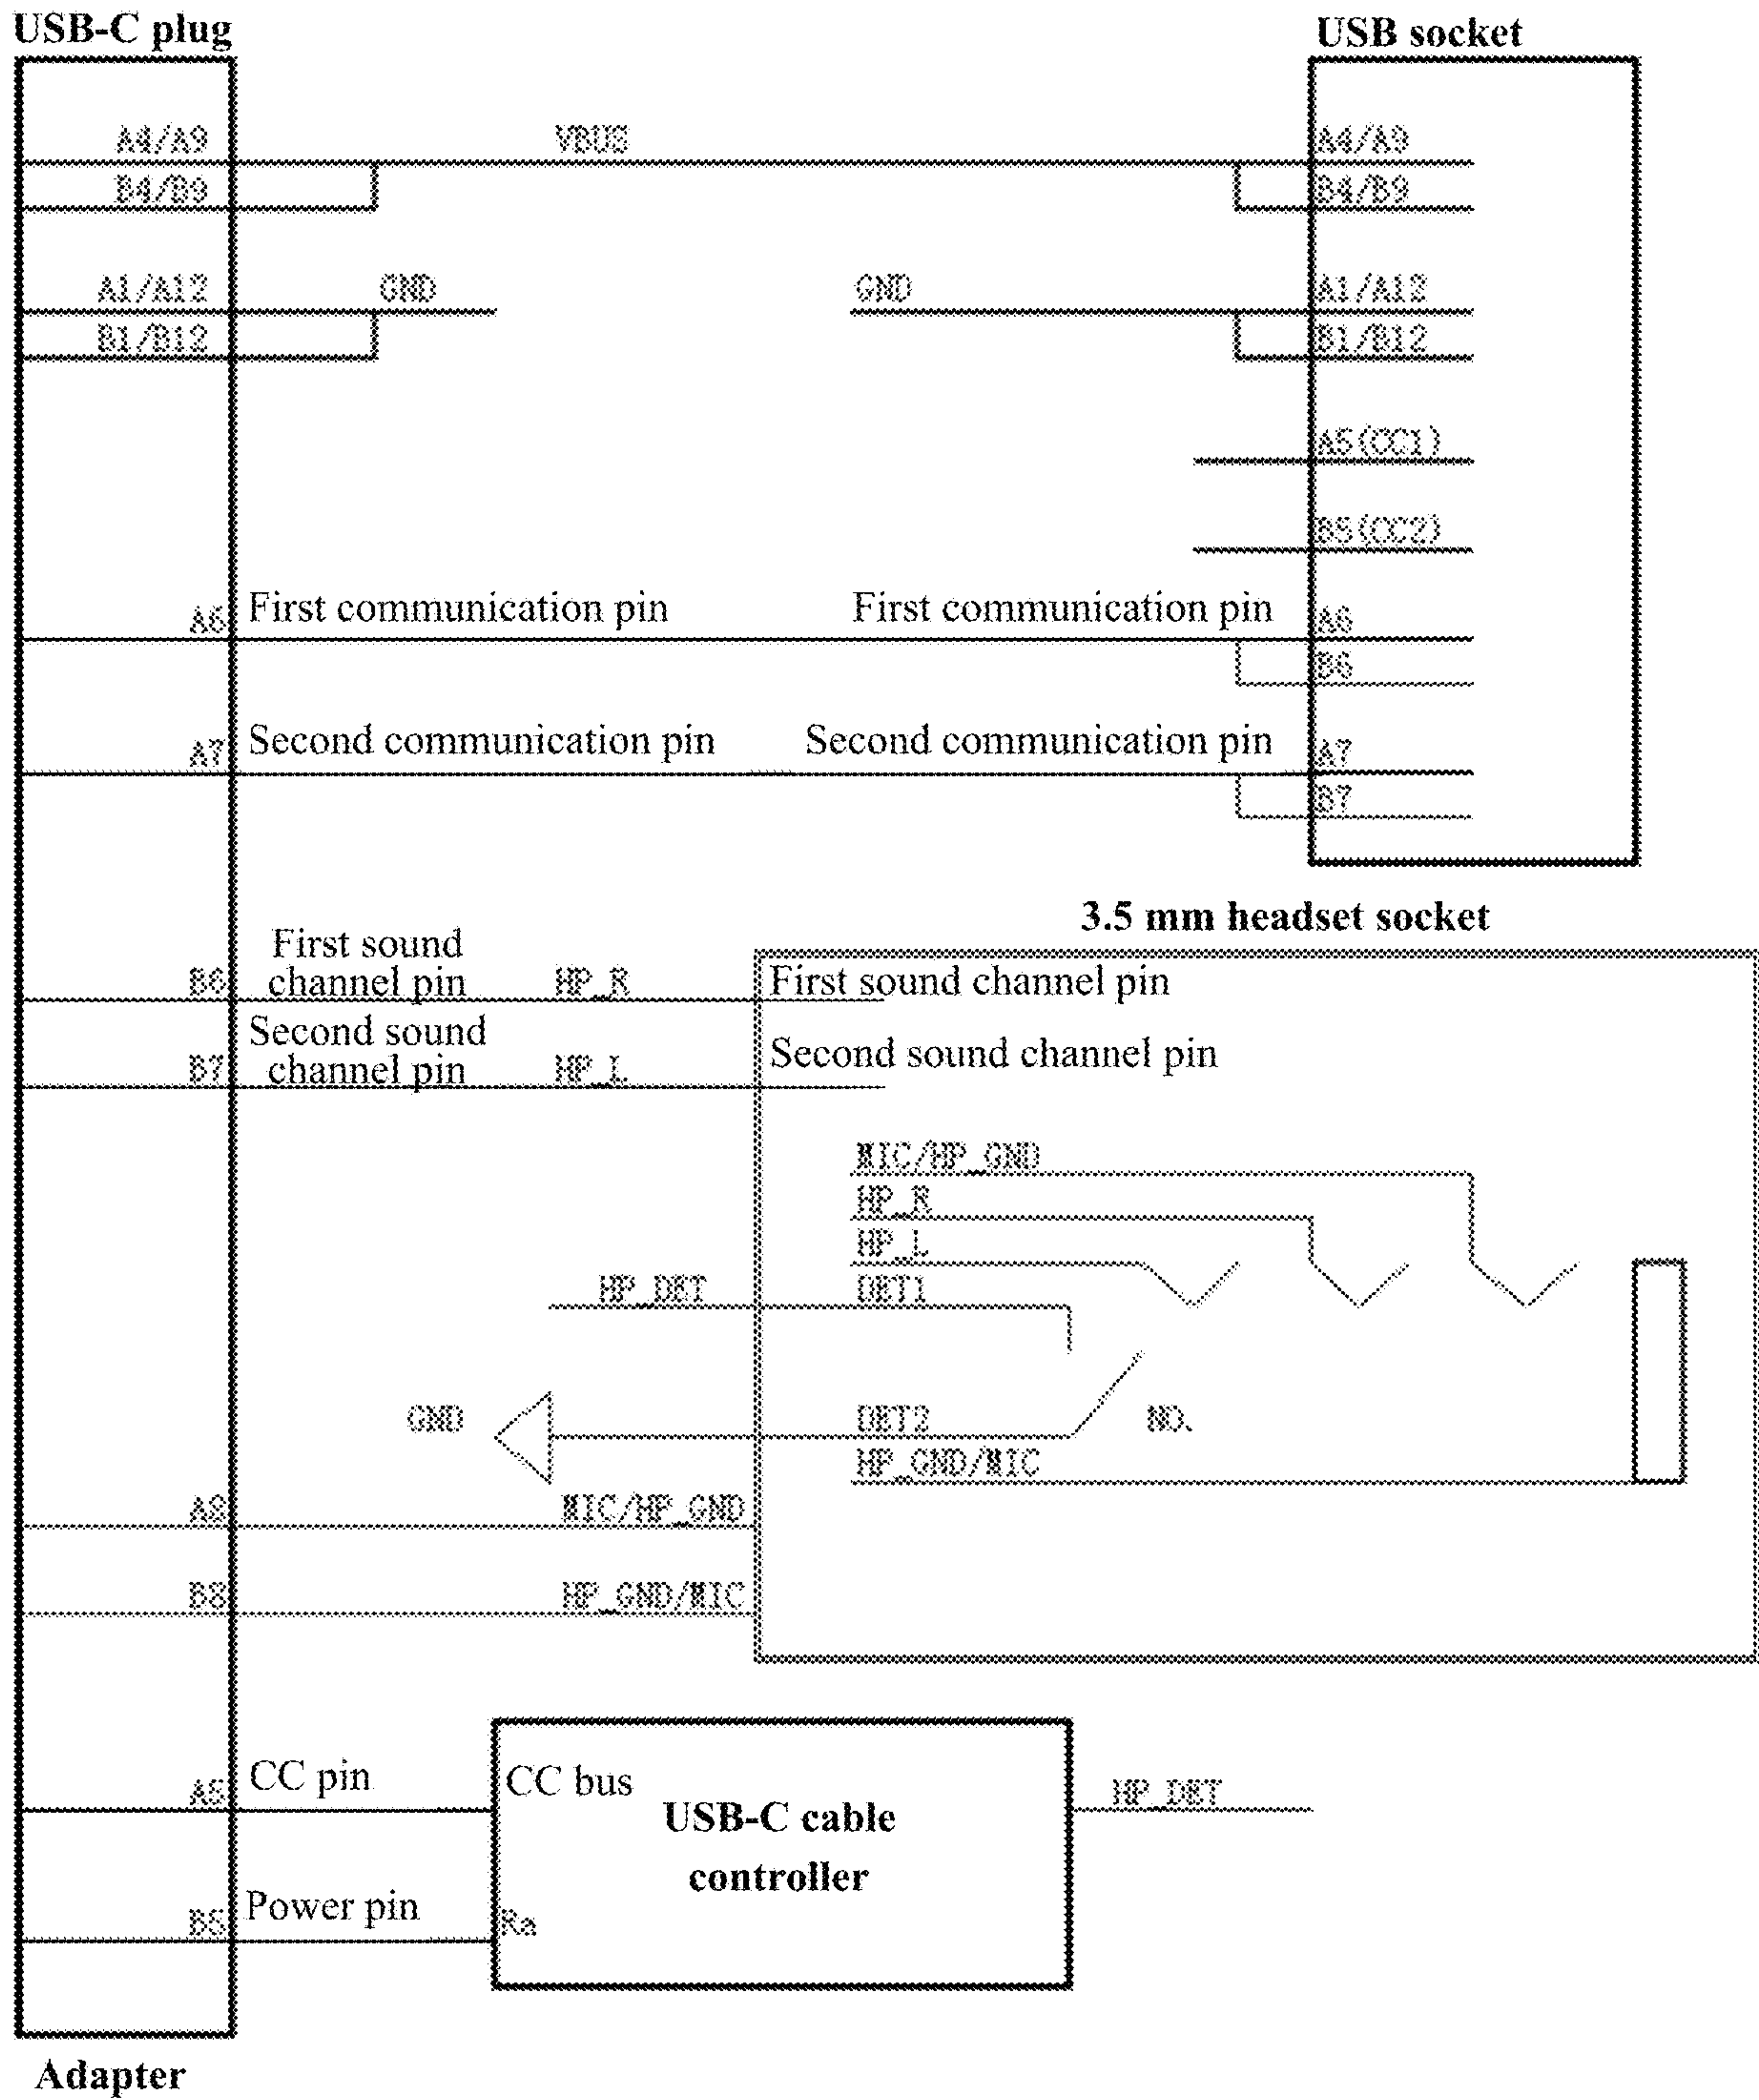 USB-C plug
USB socket
A4/A9
VBUS
A4/A9
B4/B9
B4/B9
A1/A12
GND
GND
A1/A12
B1/B12
B1/B12
A5(CC1)
B5(CC2)
A6
First communication pin
First communication pin
A6
B6
A7
Second communication pin
Second communication pin
A7
B7
3.5 mm headset socket
B6
First sound
channel pin
HP_R
First sound channel pin
B7
Second sound
channel pin
HP_L
Second sound channel pin
MIC/HP_GND
HP_R
HP_L
HP_DET
DET1
GND
DET2
NO.
HP_GND/MIC
A8
MIC/HP_GND
B8
HP_GND/MIC
A5
CC pin
CC bus
USB-C cable
controller
HP_DET
B5
Power pin
Ra
Adapter